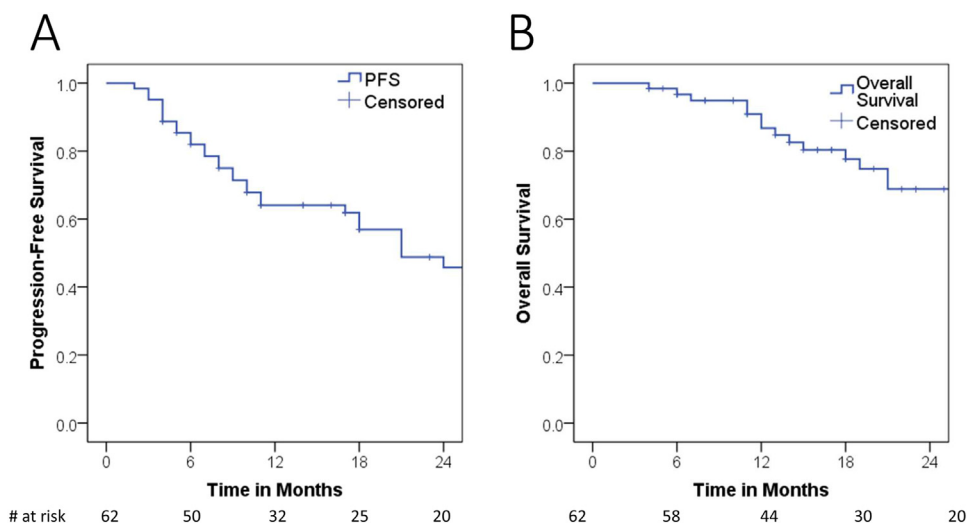 A
B
PFS
Censored
Overall
Survival
Censored
Progression-Free Survival
1.0
0.8
0.6
0.4
0.2
0.0
0 6 12 18 24
Time in Months
Overall Survival
1.0
0.8
0.6
0.4
0.2
0.0
0 6 12 18 24
Time in Months
# at risk 62 50 32 25 20
62 58 44 30 20